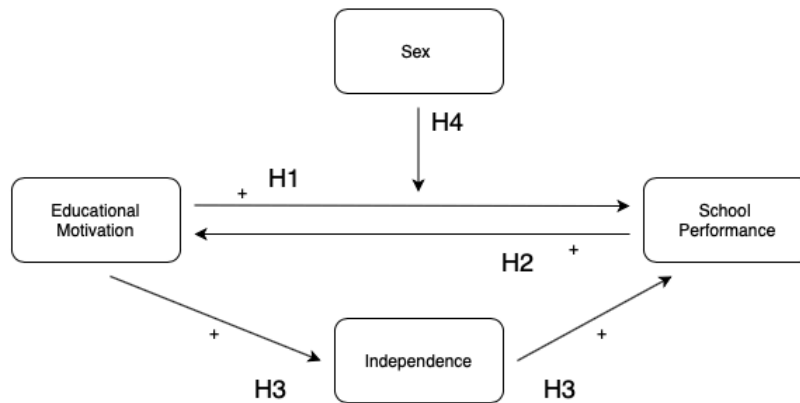 Sex
H4
H1
+
Educational
Motivation
School
Performance
H2
+
+
+
Independence
H3
H3